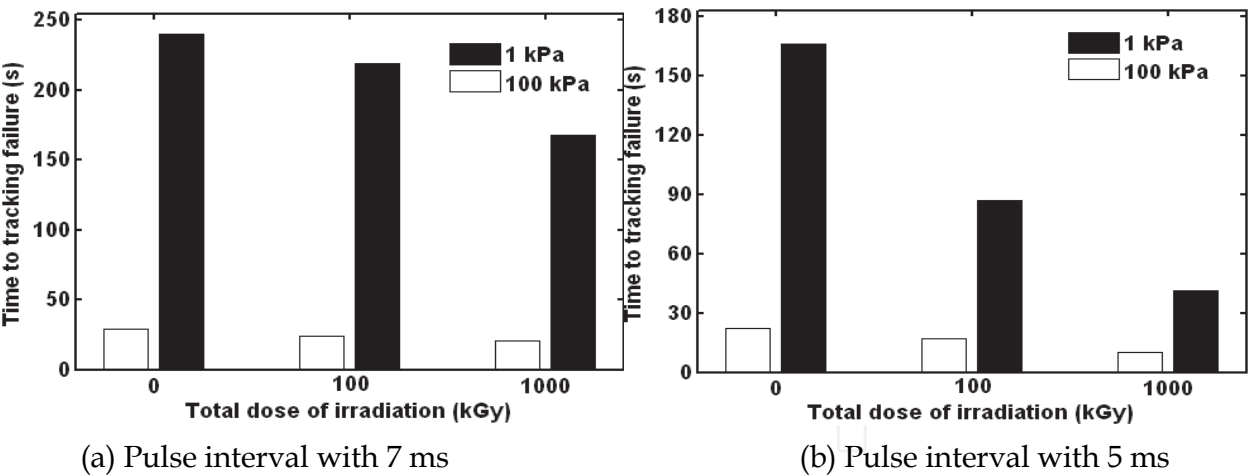 Time to tracking failure (s)
250
200
150
100
50
0
1 kPa
100 kPa
0
100
1000
Total dose of irradiation (kGy)
(a) Pulse interval with 7 ms
Time to tracking failure (s)
180
150
120
90
60
30
0
1 kPa
100 kPa
0
100
1000
Total dose of irradiation (kGy)
(b) Pulse interval with 5 ms